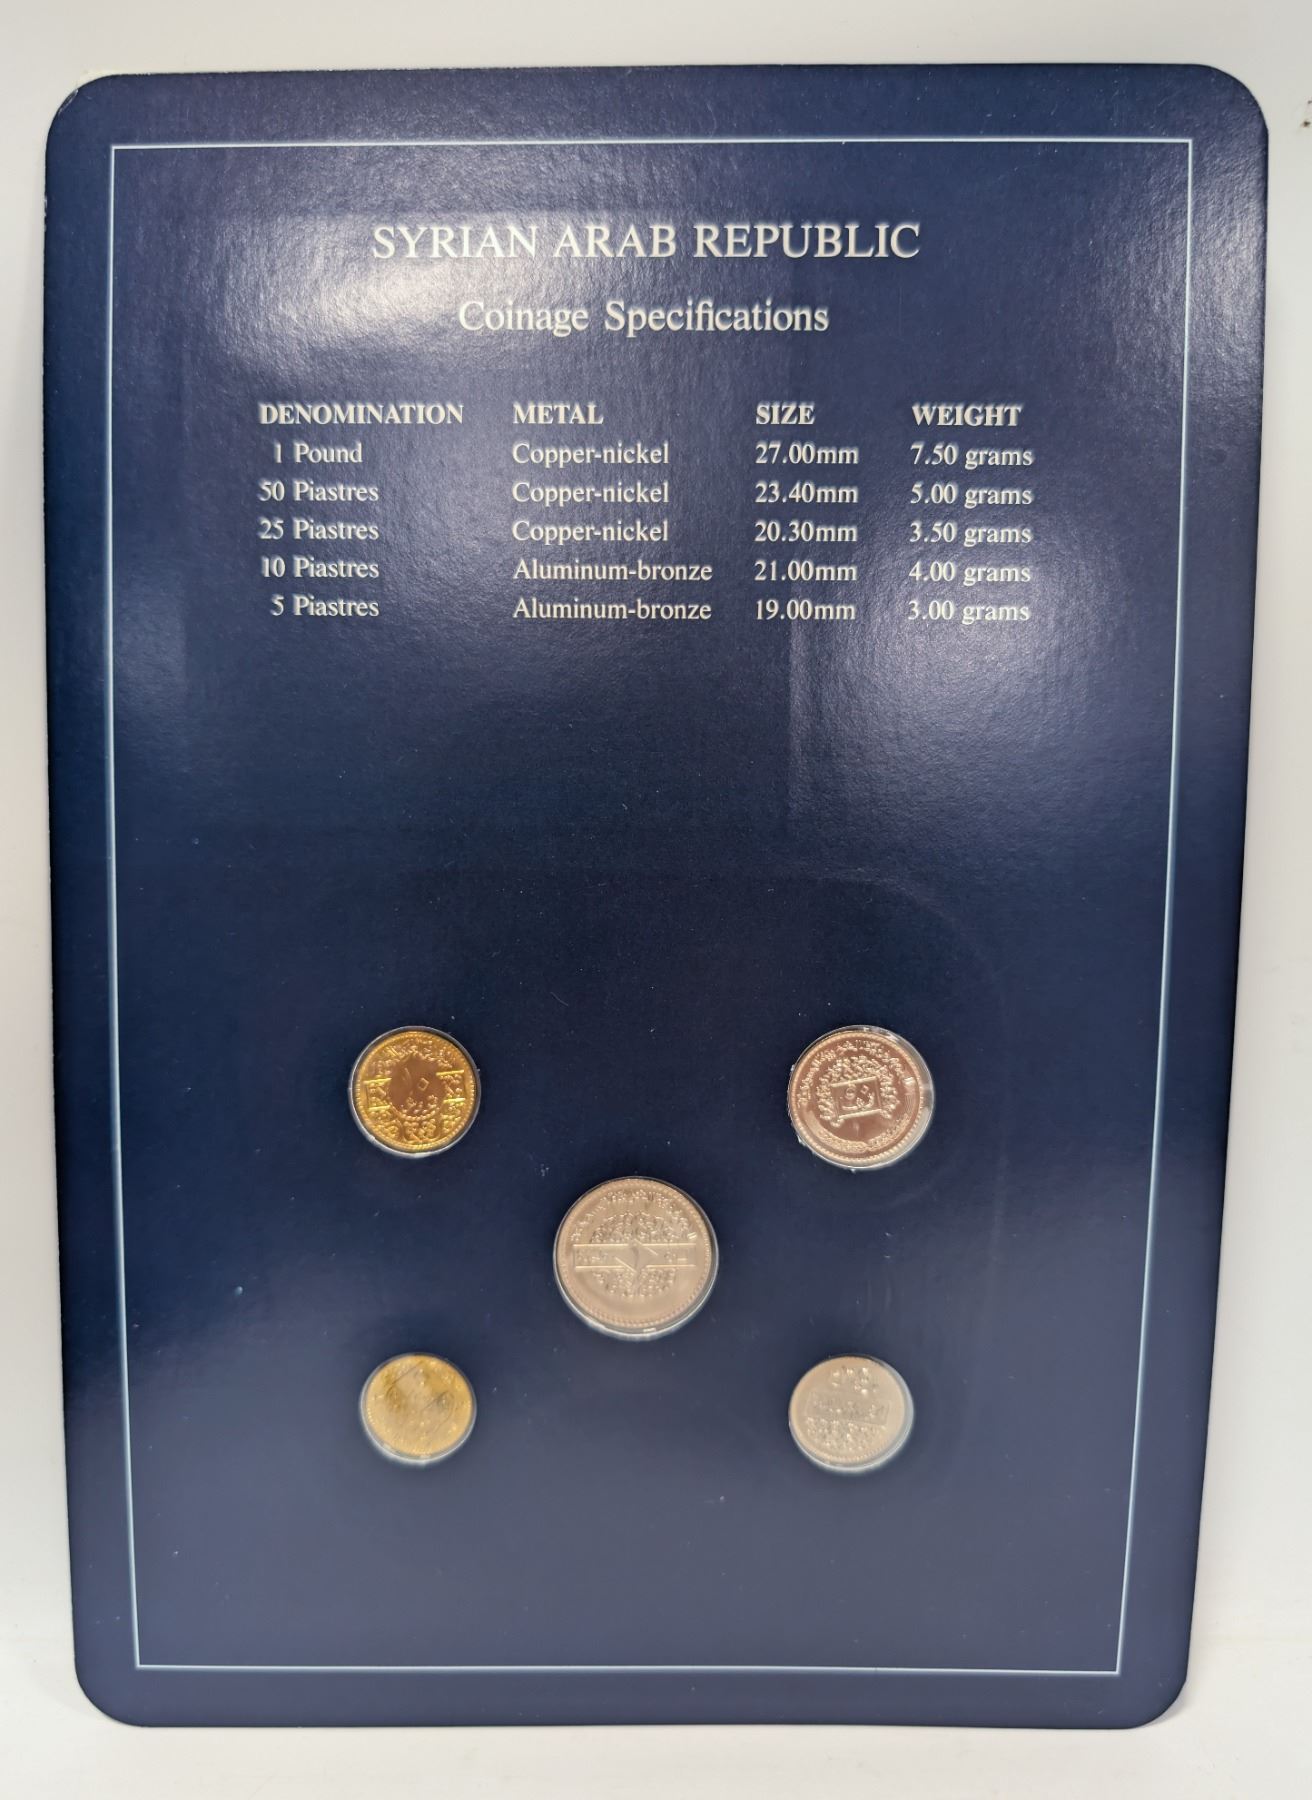 SYRIAN ARAB REPUBLIC
Coinage Specifications
DENOMINATION METAL SIZE WEIGHT
1 Pound Copper-nickel 27.00mm 7.50 grams
50 Piastres Copper-nickel 23.40mm 5.00 grams
25 Piastres Copper-nickel 20.30mm 3.50 grams
10 Piastres Aluminum-bronze 21.00mm 4.00 grams
5 Piastres Aluminum-bronze 19.00mm 3.00 grams
١٠